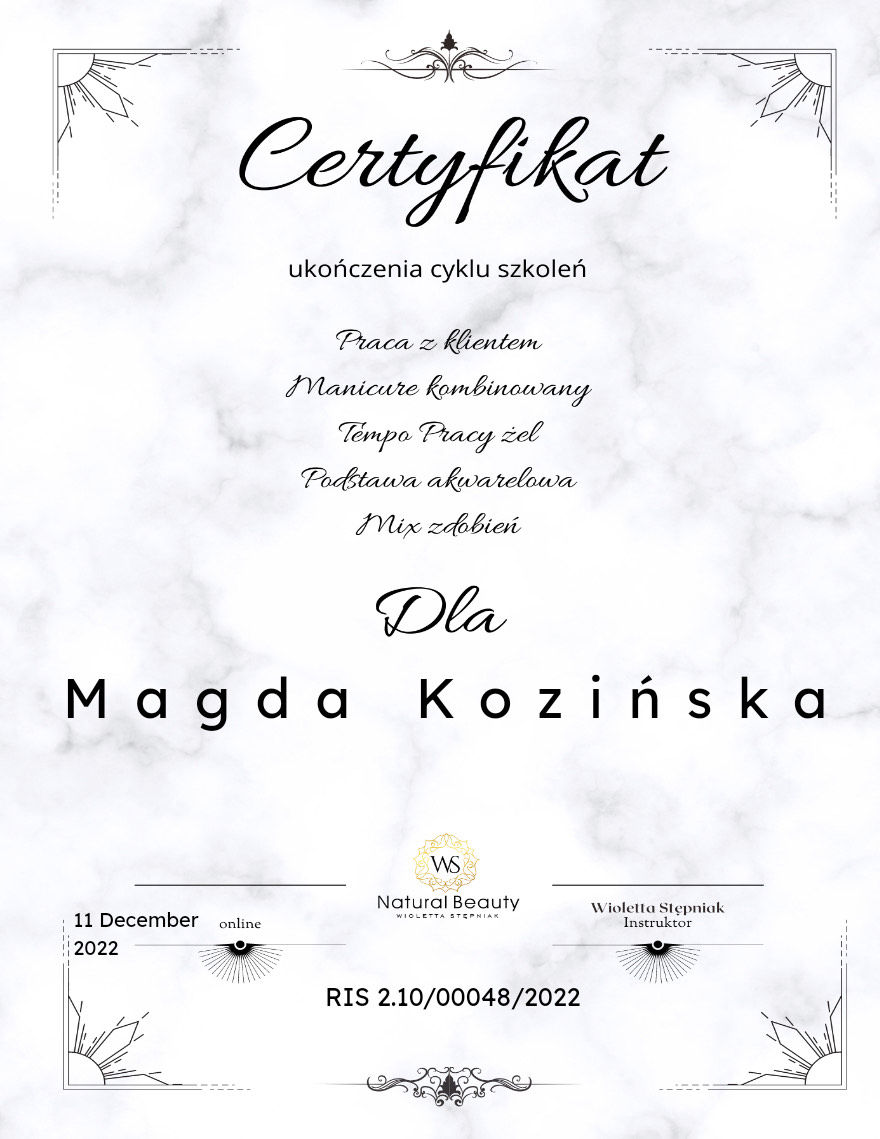 Certyfikat
ukończenia cyklu szkoleń
Praca z klientem
Manicure kombinowany
Tempo Pracy żel
Podstawa akwarelowa
Mix zdobień
Dla
Magda Kozińska
WS
Natural Beauty
WIOLETTA STĘPNIAK
11 December
2022
online
Wioletta Stępniak
Instruktor
RIS 2.10/00048/2022